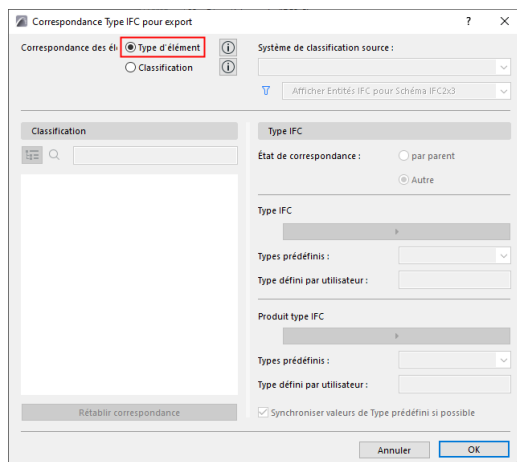 Correspondance Type IFC pour export
Correspondance des élé
Type d'élément
Classification
Système de classification source :
Afficher Entités IFC pour Schéma IFC2x3
Classification
Rétablir correspondance
Type IFC
État de correspondance :
par parent
Autre
Type IFC
Types prédéfinis :
Type défini par utilisateur :
Produit type IFC
Types prédéfinis :
Type défini par utilisateur :
Synchroniser valeurs de Type prédéfini si possible
Annuler
OK